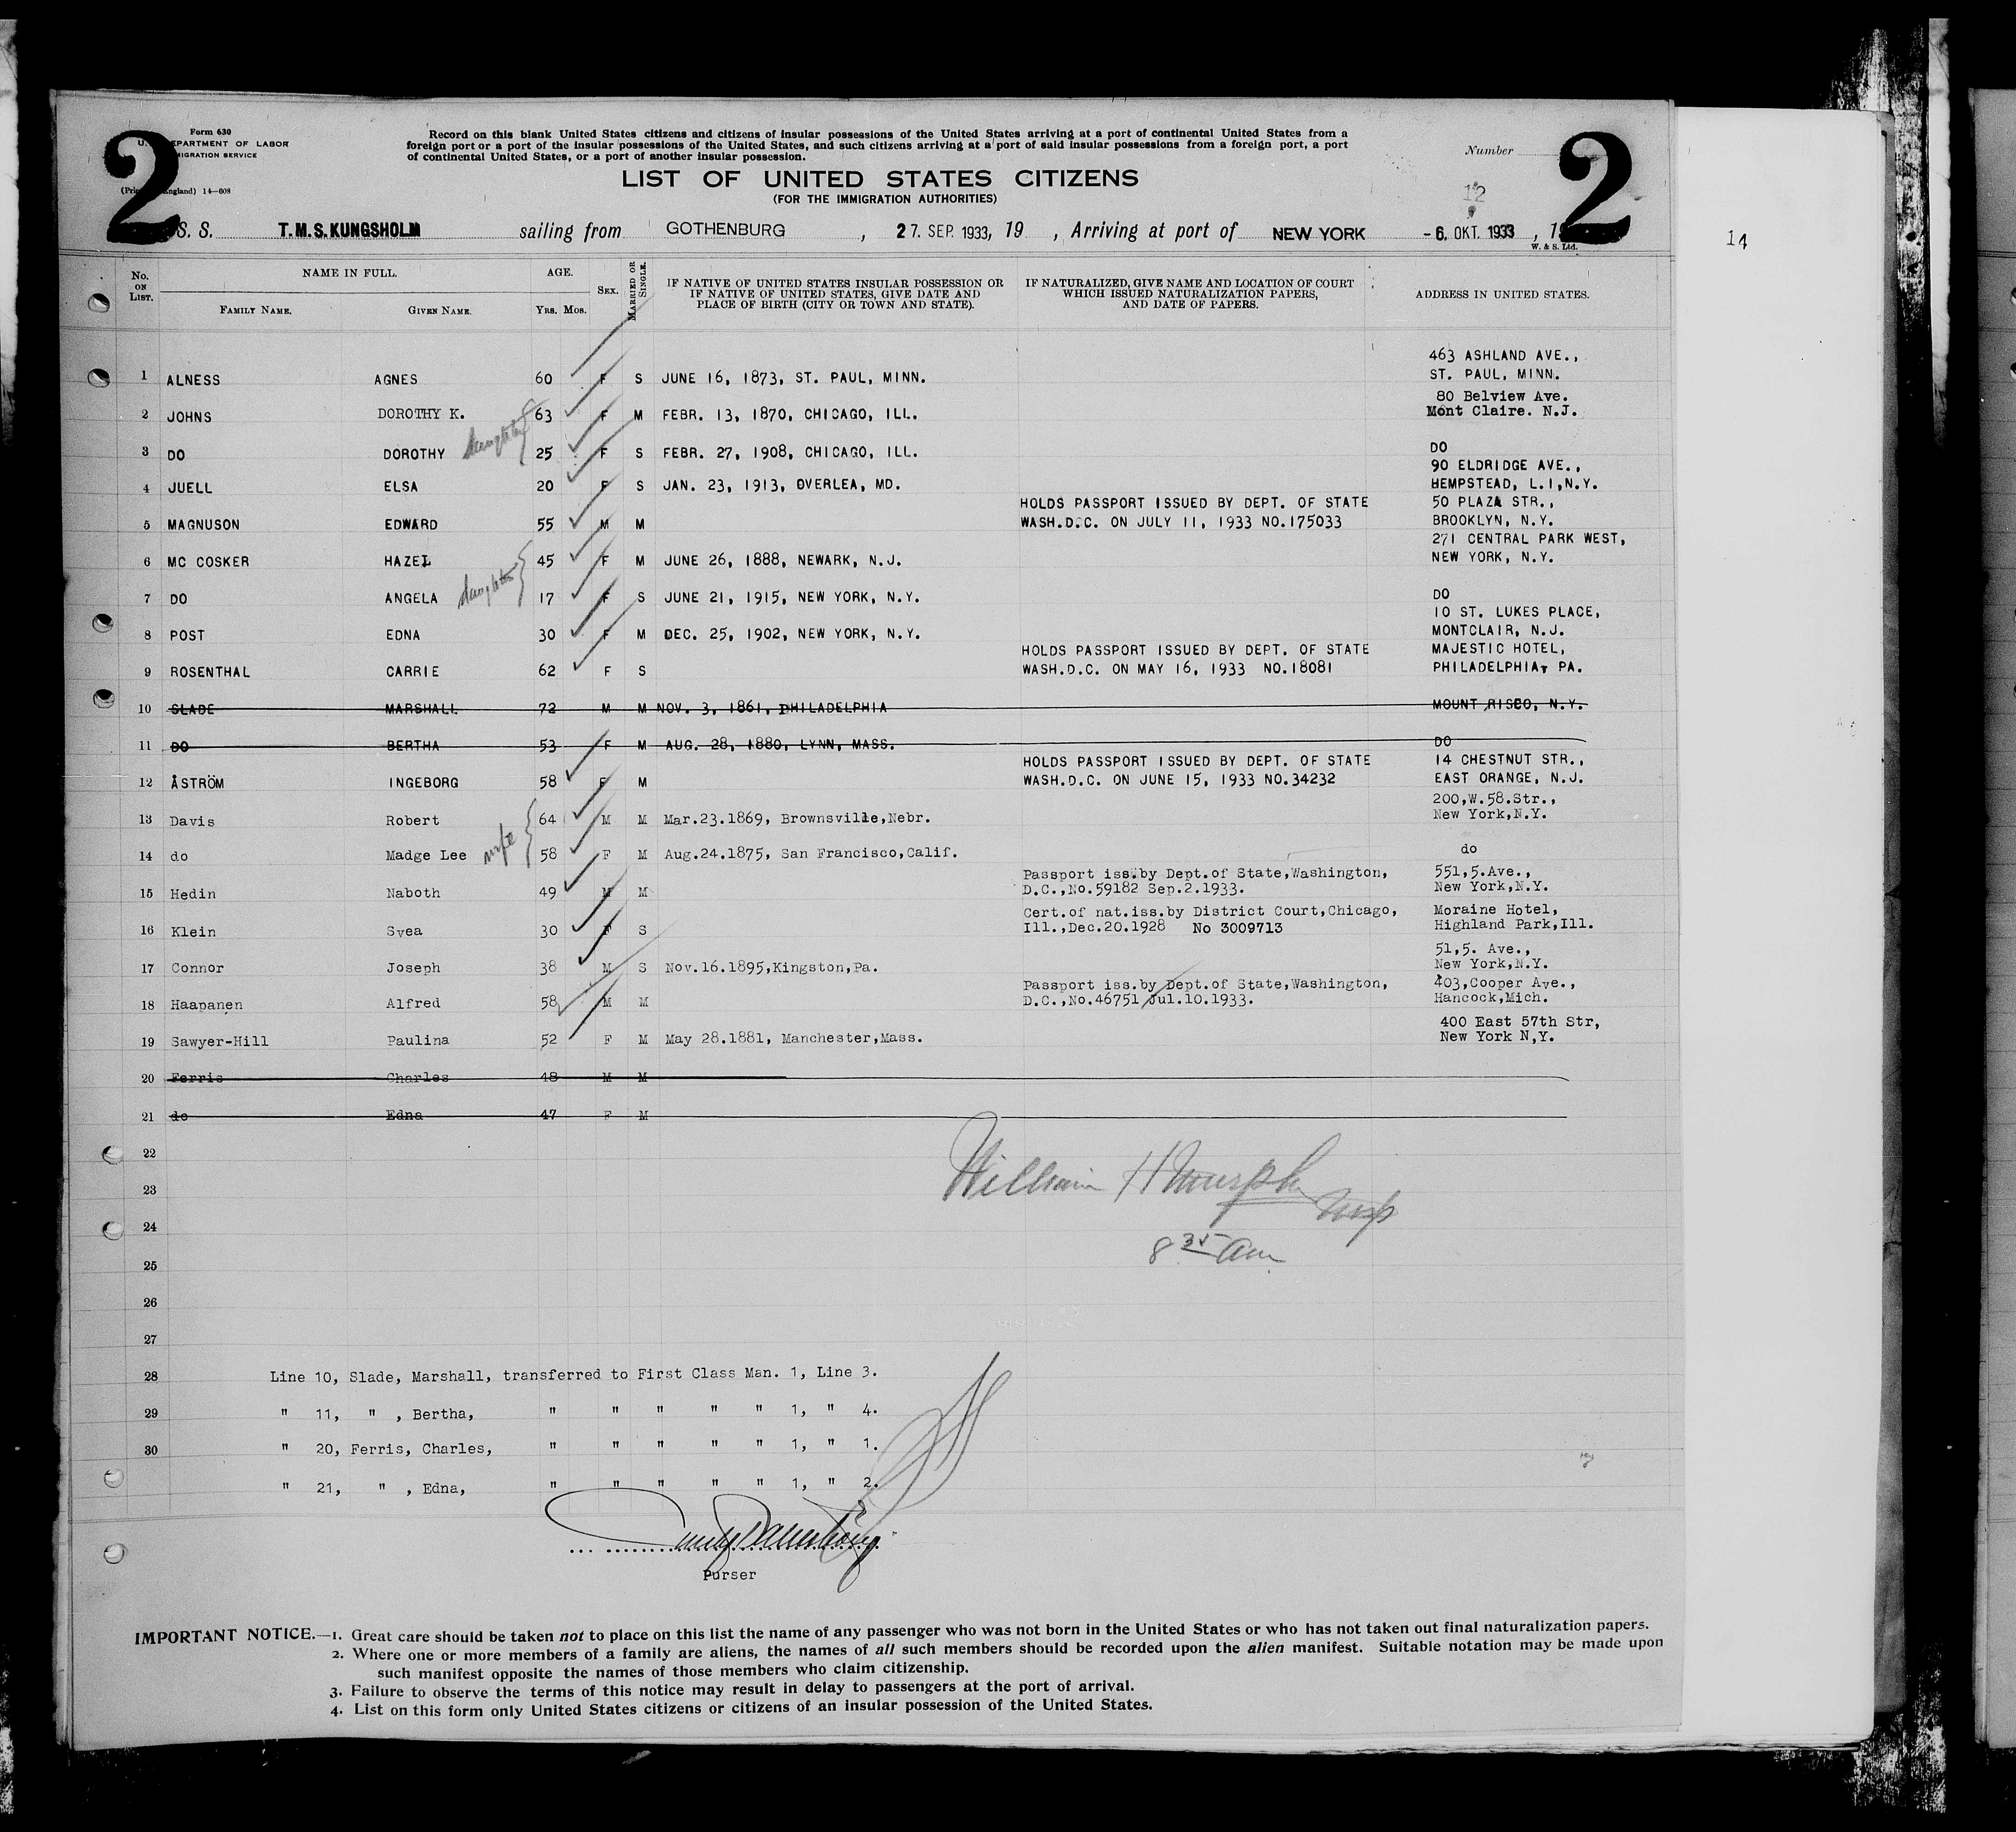 2
Form 630
U. DEPARTMENT OF LABOR
MIGRATION SERVICE
(Prin England) 14—608
Record on this blank United States citizens and citizens of insular possessions of the United States arriving at a port of continental United States from a
foreign port or a port of the insular possessions of the United States, and such citizens arriving at a port of said insular possessions from a foreign port, a port
of continental United States, or a port of another insular possession.
Number
2
LIST OF UNITED STATES CITIZENS
(FOR THE IMMIGRATION AUTHORITIES)
12
S. S. T.M.S. KUNGSHOLM sailing from GOTHENBURG , 27. SEP. 1933, 19 , Arriving at port of NEW YORK - 6. OKT. 1933 , 1
W. & S. Ltd.
14
No. ON LIST. NAME IN FULL. AGE. SEX. MARRIED OR SINGLE. IF NATIVE OF UNITED STATES INSULAR POSSESSION OR IF NATIVE OF UNITED STATES, GIVE DATE AND PLACE OF BIRTH (CITY OR TOWN AND STATE). IF NATURALIZED, GIVE NAME AND LOCATION OF COURT WHICH ISSUED NATURALIZATION PAPERS, AND DATE OF PAPERS. ADDRESS IN UNITED STATES.
FAMILY NAME. GIVEN NAME. YRS. MOS.
463 ASHLAND AVE.,
1 ALNESS AGNES 60 F S JUNE 16, 1873, ST. PAUL, MINN. ST. PAUL, MINN.
80 Belview Ave.
2 JOHNS DOROTHY K. 63 F M FEBR. 13, 1870, CHICAGO, ILL. Mont Claire. N.J.
3 DO DOROTHY daughter 25 F S FEBR. 27, 1908, CHICAGO, ILL. DO
90 ELDRIDGE AVE.,
4 JUELL ELSA 20 F S JAN. 23, 1913, OVERLEA, MD. HEMPSTEAD, L.I,N.Y.
HOLDS PASSPORT ISSUED BY DEPT. OF STATE 50 PLAZA STR.,
5 MAGNUSON EDWARD 55 M M WASH.D.C. ON JULY 11, 1933 NO.175033 BROOKLYN, N.Y.
271 CENTRAL PARK WEST,
6 MC COSKER HAZEL 45 F M JUNE 26, 1888, NEWARK, N.J. NEW YORK, N.Y.
7 DO ANGELA daughter 17 F S JUNE 21, 1915, NEW YORK, N.Y. DO
10 ST. LUKES PLACE,
8 POST EDNA 30 F M DEC. 25, 1902, NEW YORK, N.Y. MONTCLAIR, N.J.
HOLDS PASSPORT ISSUED BY DEPT. OF STATE MAJESTIC HOTEL,
9 ROSENTHAL CARRIE 62 F S WASH.D.C. ON MAY 16, 1933 NO.18081 PHILADELPHIA, PA.
10 SLADE MARSHALL 72 M M NOV. 3, 1861, PHILADELPHIA MOUNT RISCO, N.Y.
11 DO BERTHA 53 F M AUG. 28, 1880, LYNN, MASS. DO
HOLDS PASSPORT ISSUED BY DEPT. OF STATE 14 CHESTNUT STR.,
12 ÅSTRÖM INGEBORG 58 F M WASH.D.C. ON JUNE 15, 1933 NO.34232 EAST ORANGE, N.J.
200,W.58.Str.,
13 Davis Robert 64 M M Mar.23.1869, Brownsville,Nebr. New York,N.Y.
14 do Madge Lee wife 58 F M Aug.24.1875, San Francisco,Calif. do
Passport iss.by Dept.of State,Washington, 551,5.Ave.,
15 Hedin Naboth 49 M M D.C.,No.59182 Sep.2.1933. New York,N.Y.
Cert.of nat.iss.by District Court,Chicago, Moraine Hotel,
16 Klein Svea 30 F S Ill.,Dec.20.1928 No 3009713 Highland Park,Ill.
51,5. Ave.,
17 Connor Joseph 38 M S Nov.16.1895,Kingston,Pa. New York,N.Y.
Passport iss.by Dept.of State,Washington, 403,Cooper Ave.,
18 Haapanen Alfred 58 M M D.C.,No.46751 Jul.10.1933. Hancock,Mich.
400 East 57th Str,
19 Sawyer-Hill Paulina 52 F M May 28.1881, Manchester,Mass. New York N,Y.
20 Ferris Charles 48 M M
21 do Edna 47 F M
22
William H Murphy
23
24
8 35 am
25
26
27
28 Line 10, Slade, Marshall, transferred to First Class Man. 1, Line 3.
29 " 11, " , Bertha, " " " " " 1, " 4.
30 " 20, Ferris, Charles, " " " " " 1, " 1.
" 21, " , Edna, " " " " " 1, " 2.
Purser
IMPORTANT NOTICE.—1. Great care should be taken not to place on this list the name of any passenger who was not born in the United States or who has not taken out final naturalization papers.
2. Where one or more members of a family are aliens, the names of all such members should be recorded upon the alien manifest. Suitable notation may be made upon
such manifest opposite the names of those members who claim citizenship.
3. Failure to observe the terms of this notice may result in delay to passengers at the port of arrival.
4. List on this form only United States citizens or citizens of an insular possession of the United States.